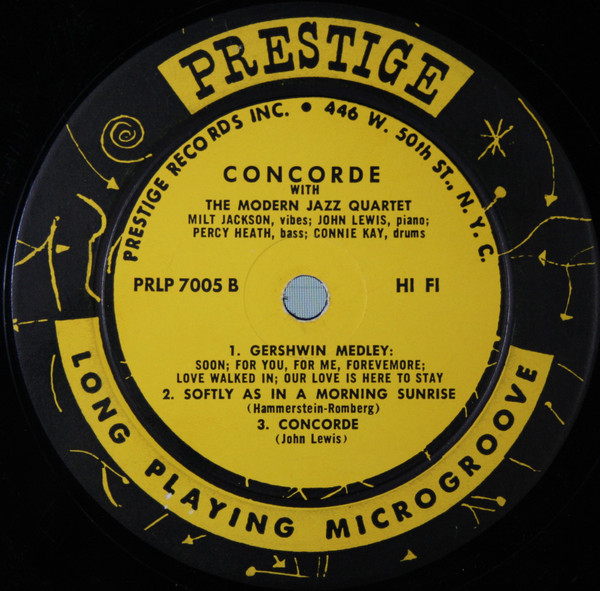 PRESTIGE
PRESTIGE RECORDS INC. • 446 W. 50th ST., N.Y.C.
CONCORDE
WITH
THE MODERN JAZZ QUARTET
MILT JACKSON, vibes; JOHN LEWIS, piano;
PERCY HEATH, bass; CONNIE KAY, drums
PRLP 7005 B HI FI
1. GERSHWIN MEDLEY:
SOON; FOR YOU, FOR ME, FOREVEMORE;
LOVE WALKED IN; OUR LOVE IS HERE TO STAY
2. SOFTLY AS IN A MORNING SUNRISE
(Hammerstein-Romberg)
3. CONCORDE
(John Lewis)
LONG PLAYING MICROGROOVE